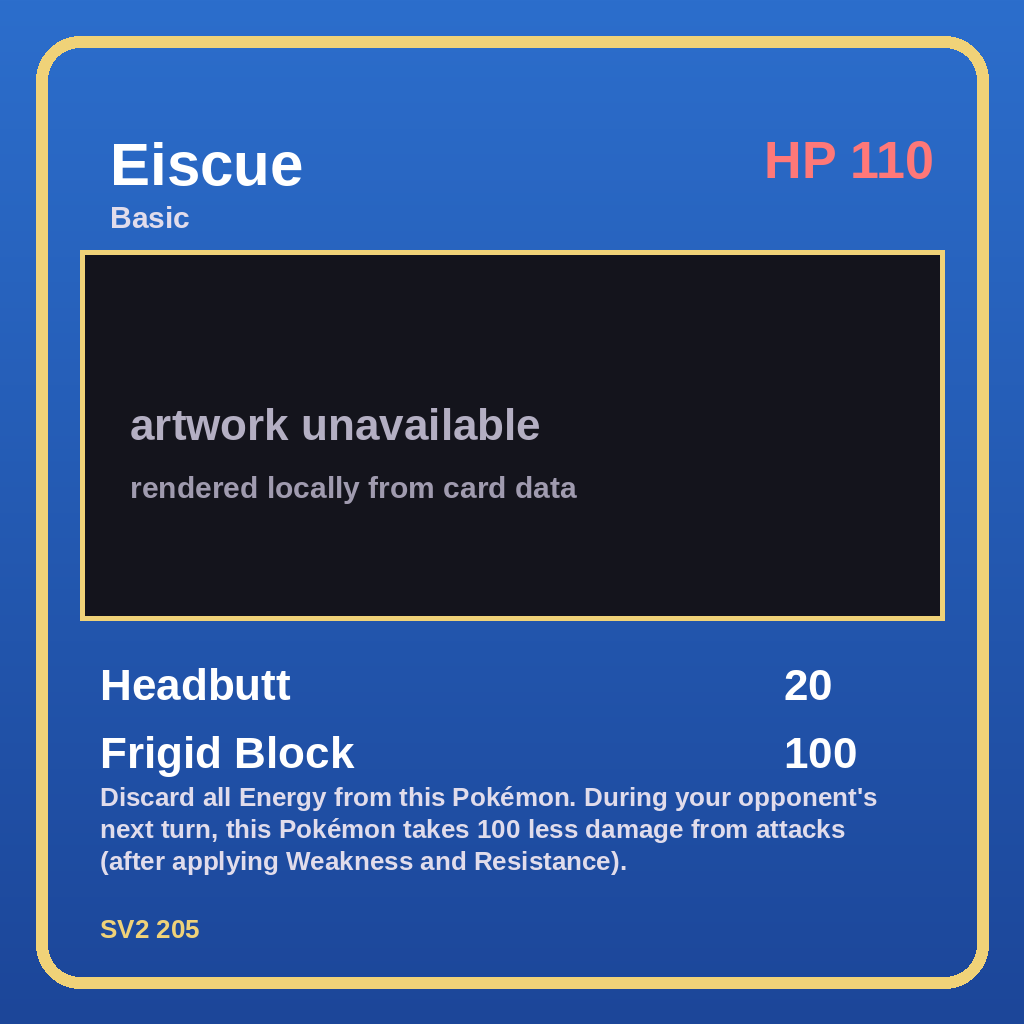 Eiscue
HP 110
Basic
artwork unavailable
rendered locally from card data
Headbutt 20
Frigid Block 100
Discard all Energy from this Pokémon. During your opponent's
next turn, this Pokémon takes 100 less damage from attacks
(after applying Weakness and Resistance).
SV2 205